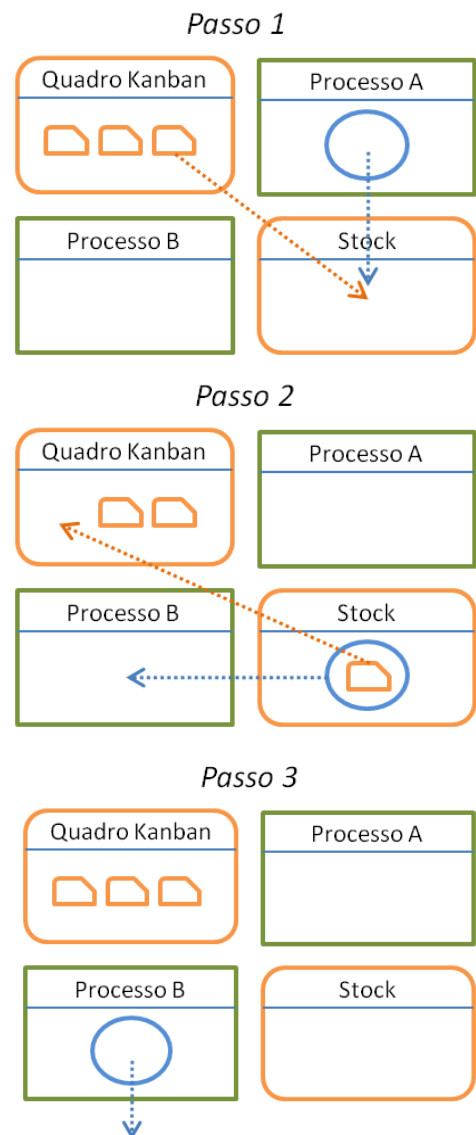 Passo 1
Quadro Kanban
Processo A
Processo B
Stock
Passo 2
Quadro Kanban
Processo A
Processo B
Stock
Passo 3
Quadro Kanban
Processo A
Processo B
Stock